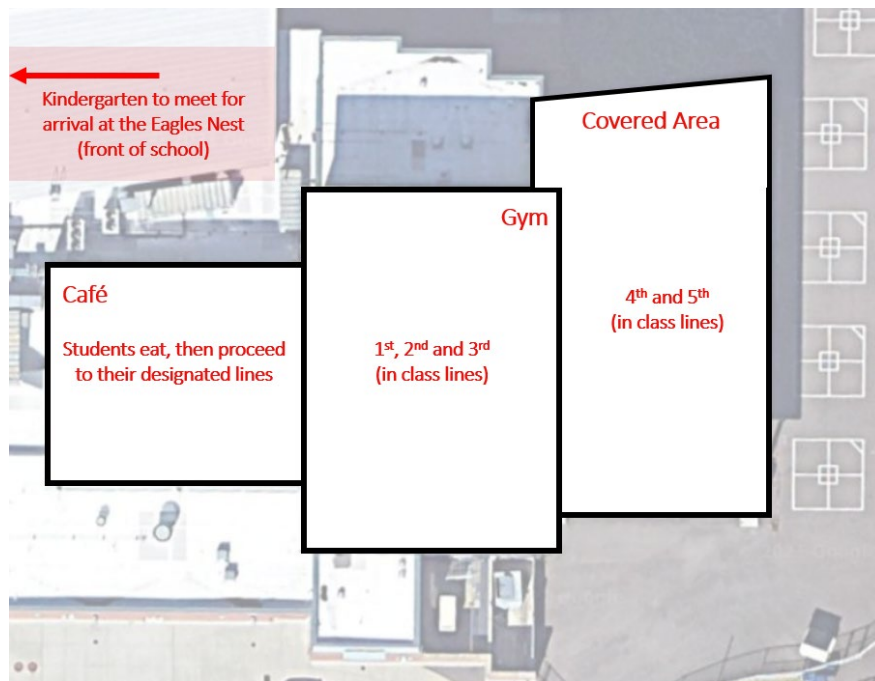 Kindergarten to meet for
arrival at the Eagles Nest
(front of school)
Covered Area
Gym
Café
4th and 5th
(in class lines)
Students eat, then proceed
to their designated lines
1st, 2nd and 3rd
(in class lines)